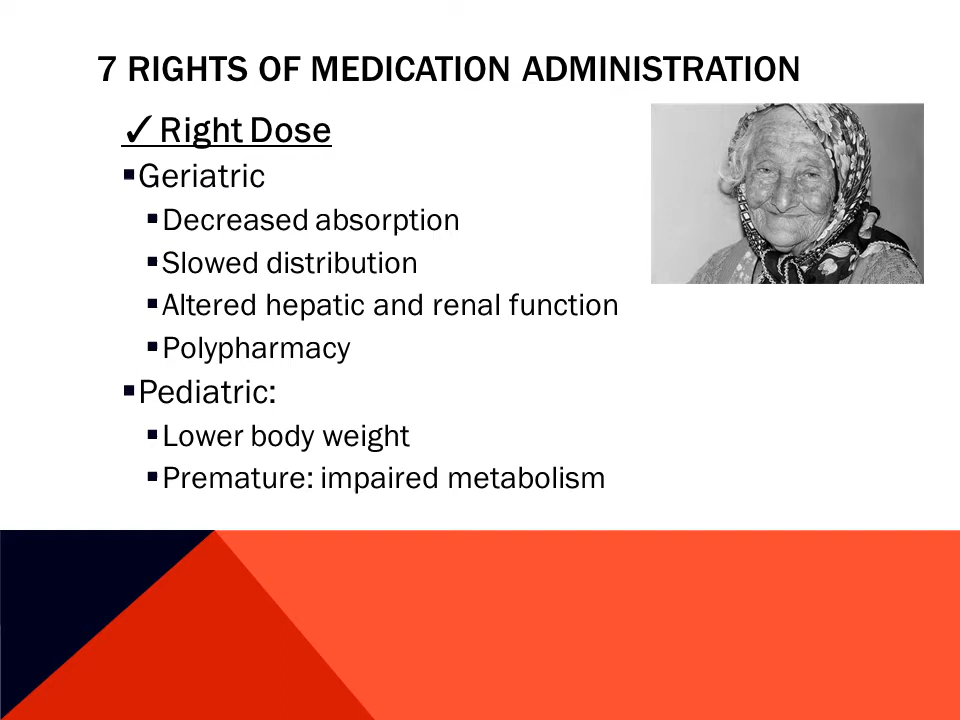 7 RIGHTS OF MEDICATION ADMINISTRATION
✓ Right Dose
▪Geriatric
▪Decreased absorption
▪Slowed distribution
▪Altered hepatic and renal function
▪Polypharmacy
▪Pediatric:
▪Lower body weight
▪Premature: impaired metabolism